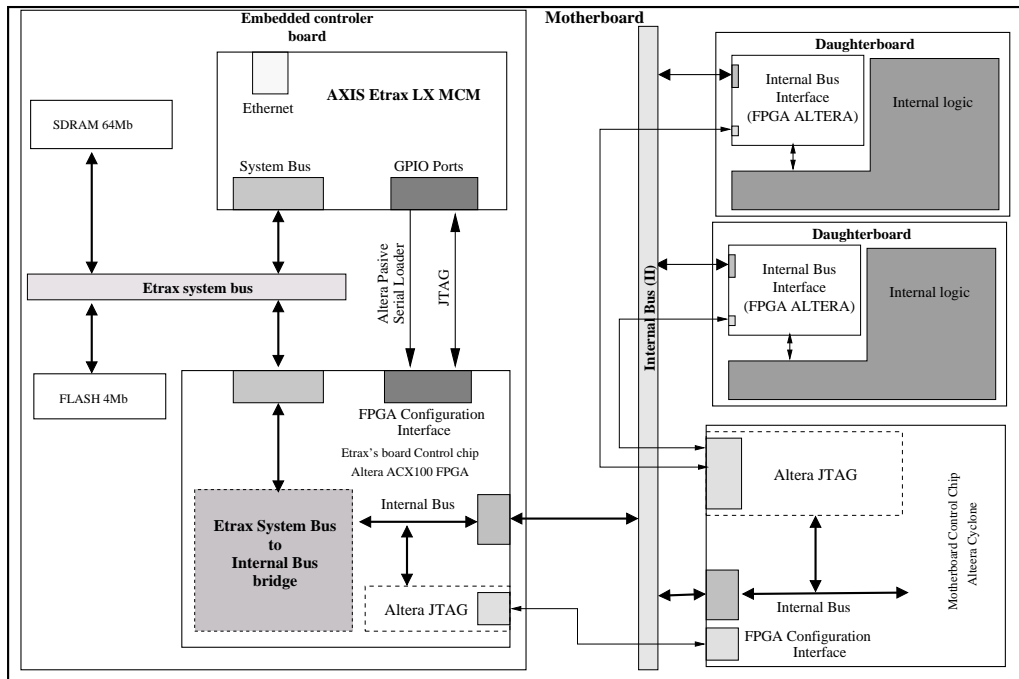 Embedded controler
board
Motherboard
AXIS Etrax LX MCM
Ethernet
System Bus
GPIO Ports
SDRAM 64Mb
Etrax system bus
FLASH 4Mb
Altera Pasive
Serial Loader
JTAG
FPGA Configuration
Interface
Etrax's board Control chip
Altera ACX100 FPGA
Internal Bus
Etrax System Bus
to
Internal Bus
bridge
Altera JTAG
Internal Bus (II)
Daughterboard
Internal Bus
Interface
(FPGA ALTERA)
Internal logic
Daughterboard
Internal Bus
Interface
(FPGA ALTERA)
Internal logic
Altera JTAG
Internal Bus
FPGA Configuration
Interface
Motherboard Control Chip
Alteera Cyclone